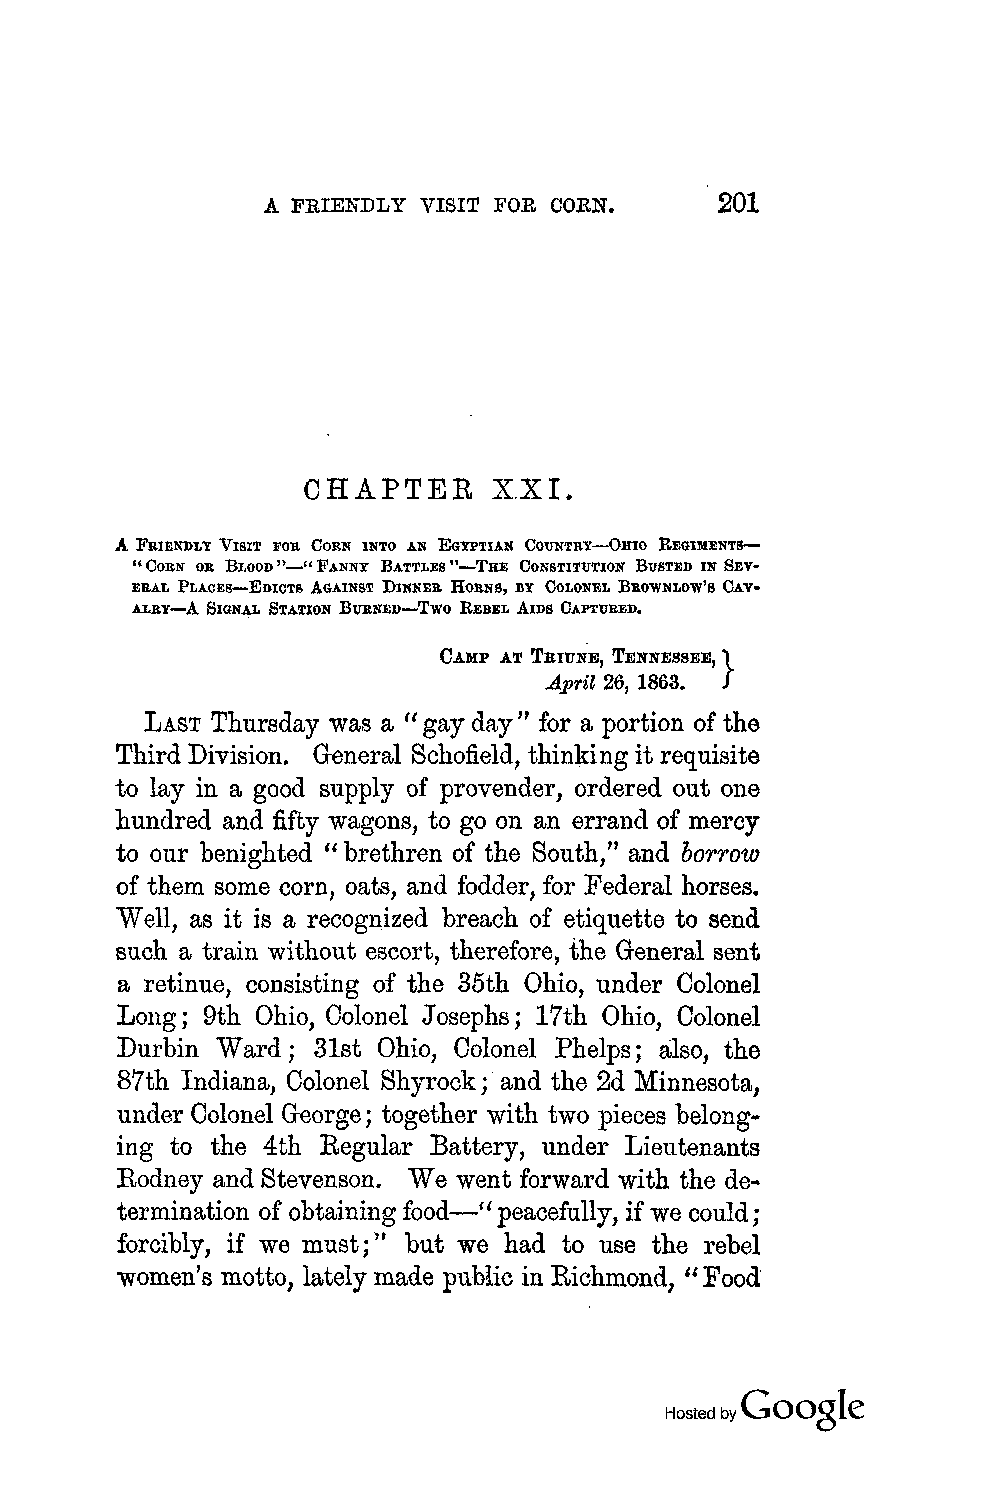 A FRIENDLY VISIT FOR CORN. 201
CHAPTER XXI.
A FRIENDLY VISIT FOR CORN INTO AN EGYPTIAN COUNTRY—OHIO REGIMENTS—
"CORN OR BLOOD"—"FANNY BATTLES"—THE CONSTITUTION BUSTED IN SEV-
ERAL PLACES—EDICTS AGAINST DINNER HORNS, BY COLONEL BROWNLOW'S CAV-
ALRY—A SIGNAL STATION BURNED—TWO REBEL AIDS CAPTURED.
CAMP AT TRIUNE, TENNESSEE, }
April 26, 1863.
LAST Thursday was a "gay day" for a portion of the
Third Division. General Schofield, thinking it requisite
to lay in a good supply of provender, ordered out one
hundred and fifty wagons, to go on an errand of mercy
to our benighted "brethren of the South," and borrow
of them some corn, oats, and fodder, for Federal horses.
Well, as it is a recognized breach of etiquette to send
such a train without escort, therefore, the General sent
a retinue, consisting of the 35th Ohio, under Colonel
Long; 9th Ohio, Colonel Josephs; 17th Ohio, Colonel
Durbin Ward; 31st Ohio, Colonel Phelps; also, the
87th Indiana, Colonel Shyrock; and the 2d Minnesota,
under Colonel George; together with two pieces belong-
ing to the 4th Regular Battery, under Lieutenants
Rodney and Stevenson. We went forward with the de-
termination of obtaining food—"peacefully, if we could;
forcibly, if we must;" but we had to use the rebel
women's motto, lately made public in Richmond, "Food
Hosted by Google